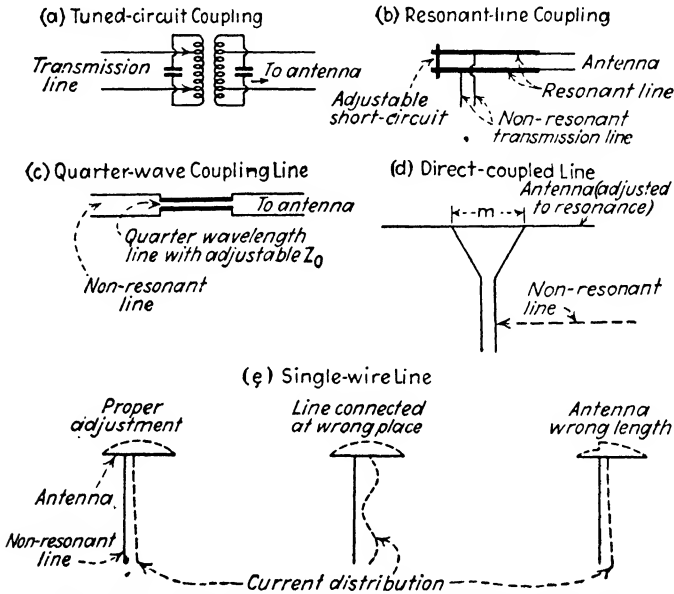 (a) Tuned-circuit Coupling
Transmission
line
To antenna
(b) Resonant-line Coupling
Antenna
Resonant line
Adjustable
short-circuit
Non-resonant
transmission line
(c) Quarter-wave Coupling Line
To antenna
Quarter wavelength
line with adjustable Z0
Non-resonant
line
(d) Direct-coupled Line
Antenna (adjusted
to resonance)
m
Non-resonant
line
(e) Single-wire Line
Proper
adjustment
Antenna
Non-resonant
line
Line connected
at wrong place
Antenna
wrong length
Current distribution